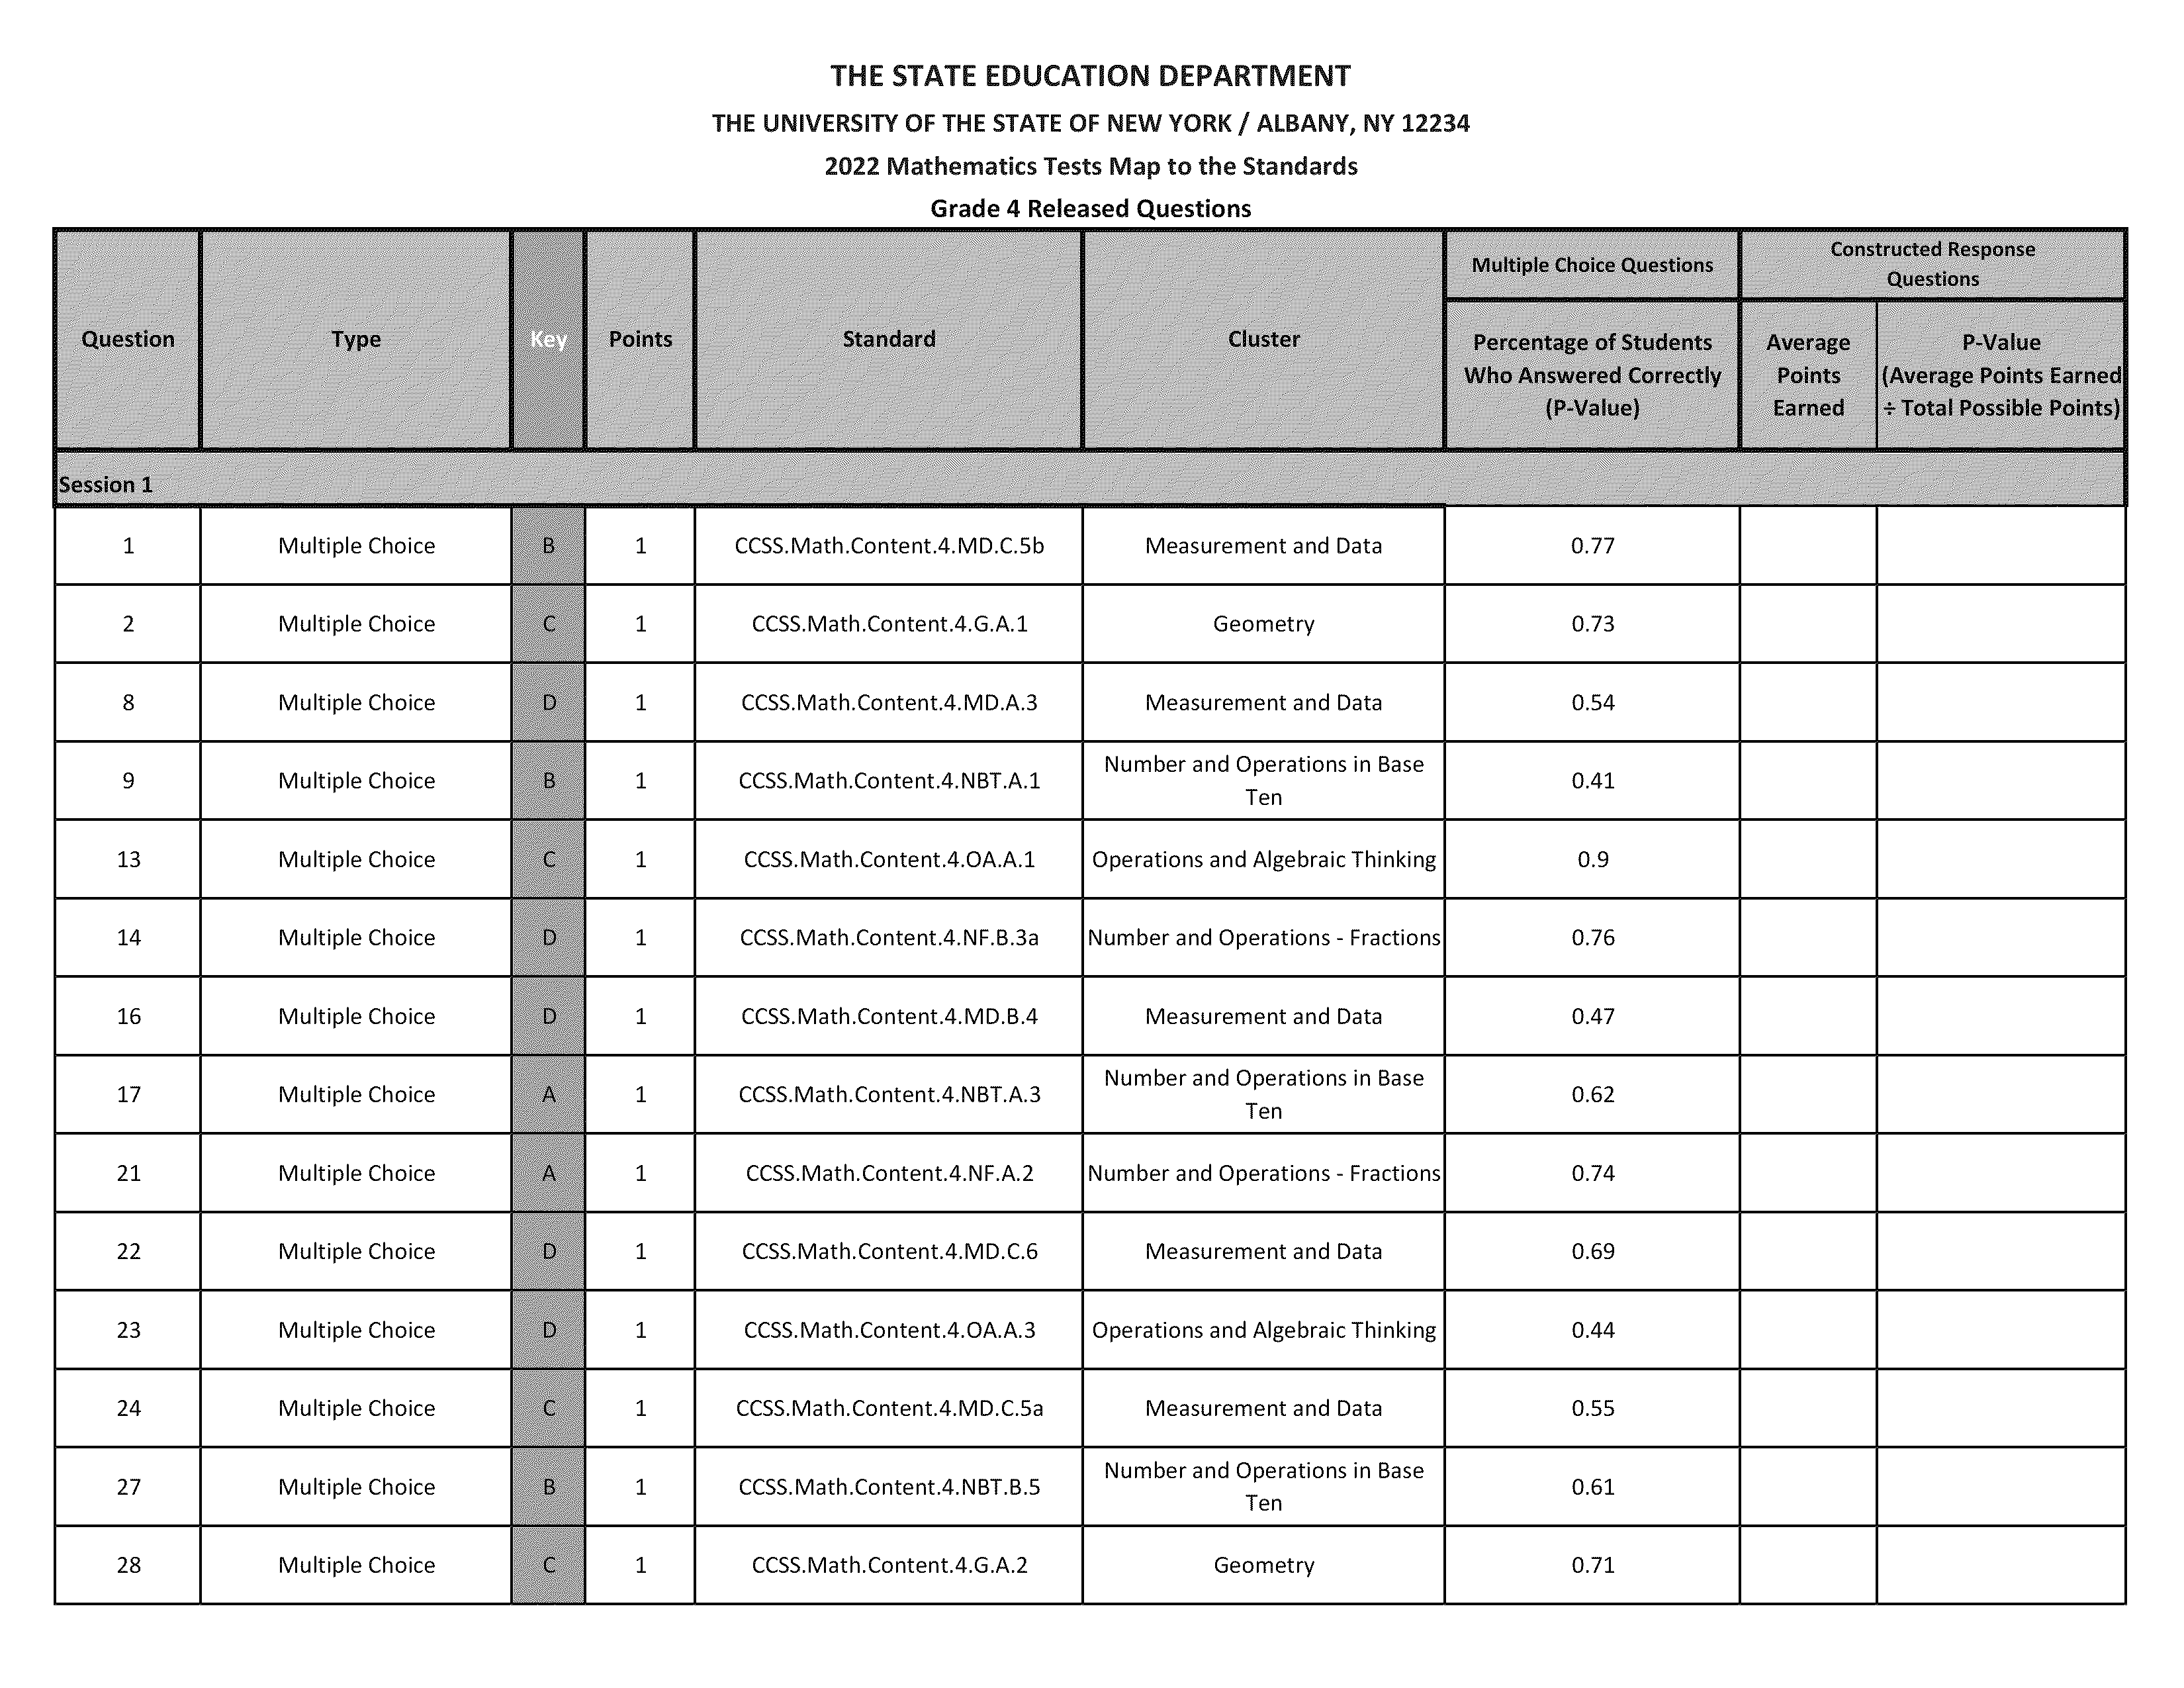 THE STATE EDUCATION DEPARTMENT
THE UNIVERSITY OF THE STATE OF NEW YORK / ALBANY, NY 12234
2022 Mathematics Tests Map to the Standards
Grade 4 Released Questions
Question Type Key Points Standard Cluster Multiple Choice Questions Constructed Response
Questions
Percentage of Students
Who Answered Correctly
(P-Value)
Average
Points
Earned
P-Value
(Average Points Earned
÷ Total Possible Points)
Session 1
1 Multiple Choice B 1 CCSS.Math.Content.4.MD.C.5b Measurement and Data 0.77
2 Multiple Choice C 1 CCSS.Math.Content.4.G.A.1 Geometry 0.73
8 Multiple Choice D 1 CCSS.Math.Content.4.MD.A.3 Measurement and Data 0.54
9 Multiple Choice B 1 CCSS.Math.Content.4.NBT.A.1 Number and Operations in Base
Ten 0.41
13 Multiple Choice C 1 CCSS.Math.Content.4.OA.A.1 Operations and Algebraic Thinking 0.9
14 Multiple Choice D 1 CCSS.Math.Content.4.NF.B.3a Number and Operations - Fractions 0.76
16 Multiple Choice D 1 CCSS.Math.Content.4.MD.B.4 Measurement and Data 0.47
17 Multiple Choice A 1 CCSS.Math.Content.4.NBT.A.3 Number and Operations in Base
Ten 0.62
21 Multiple Choice A 1 CCSS.Math.Content.4.NF.A.2 Number and Operations - Fractions 0.74
22 Multiple Choice D 1 CCSS.Math.Content.4.MD.C.6 Measurement and Data 0.69
23 Multiple Choice D 1 CCSS.Math.Content.4.OA.A.3 Operations and Algebraic Thinking 0.44
24 Multiple Choice C 1 CCSS.Math.Content.4.MD.C.5a Measurement and Data 0.55
27 Multiple Choice B 1 CCSS.Math.Content.4.NBT.B.5 Number and Operations in Base
Ten 0.61
28 Multiple Choice C 1 CCSS.Math.Content.4.G.A.2 Geometry 0.71